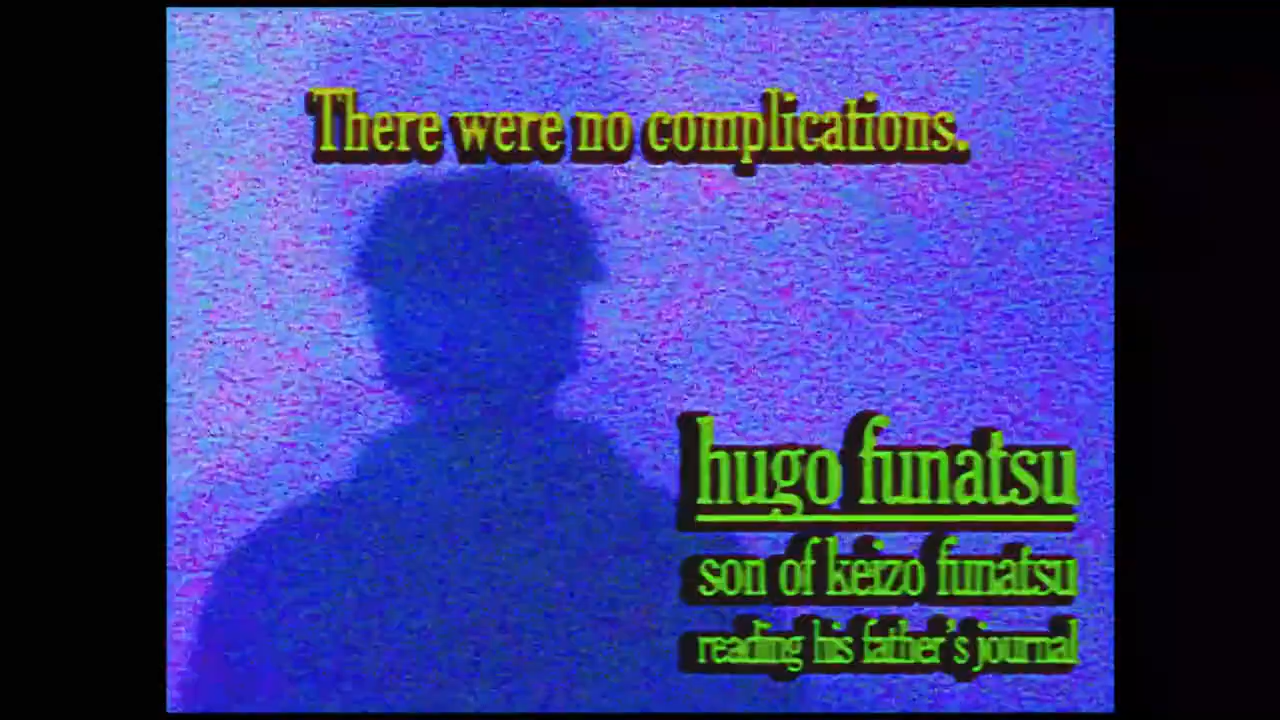 There were no complications.
hugo funatsu
son of keizo funatsu
reading his father's journal